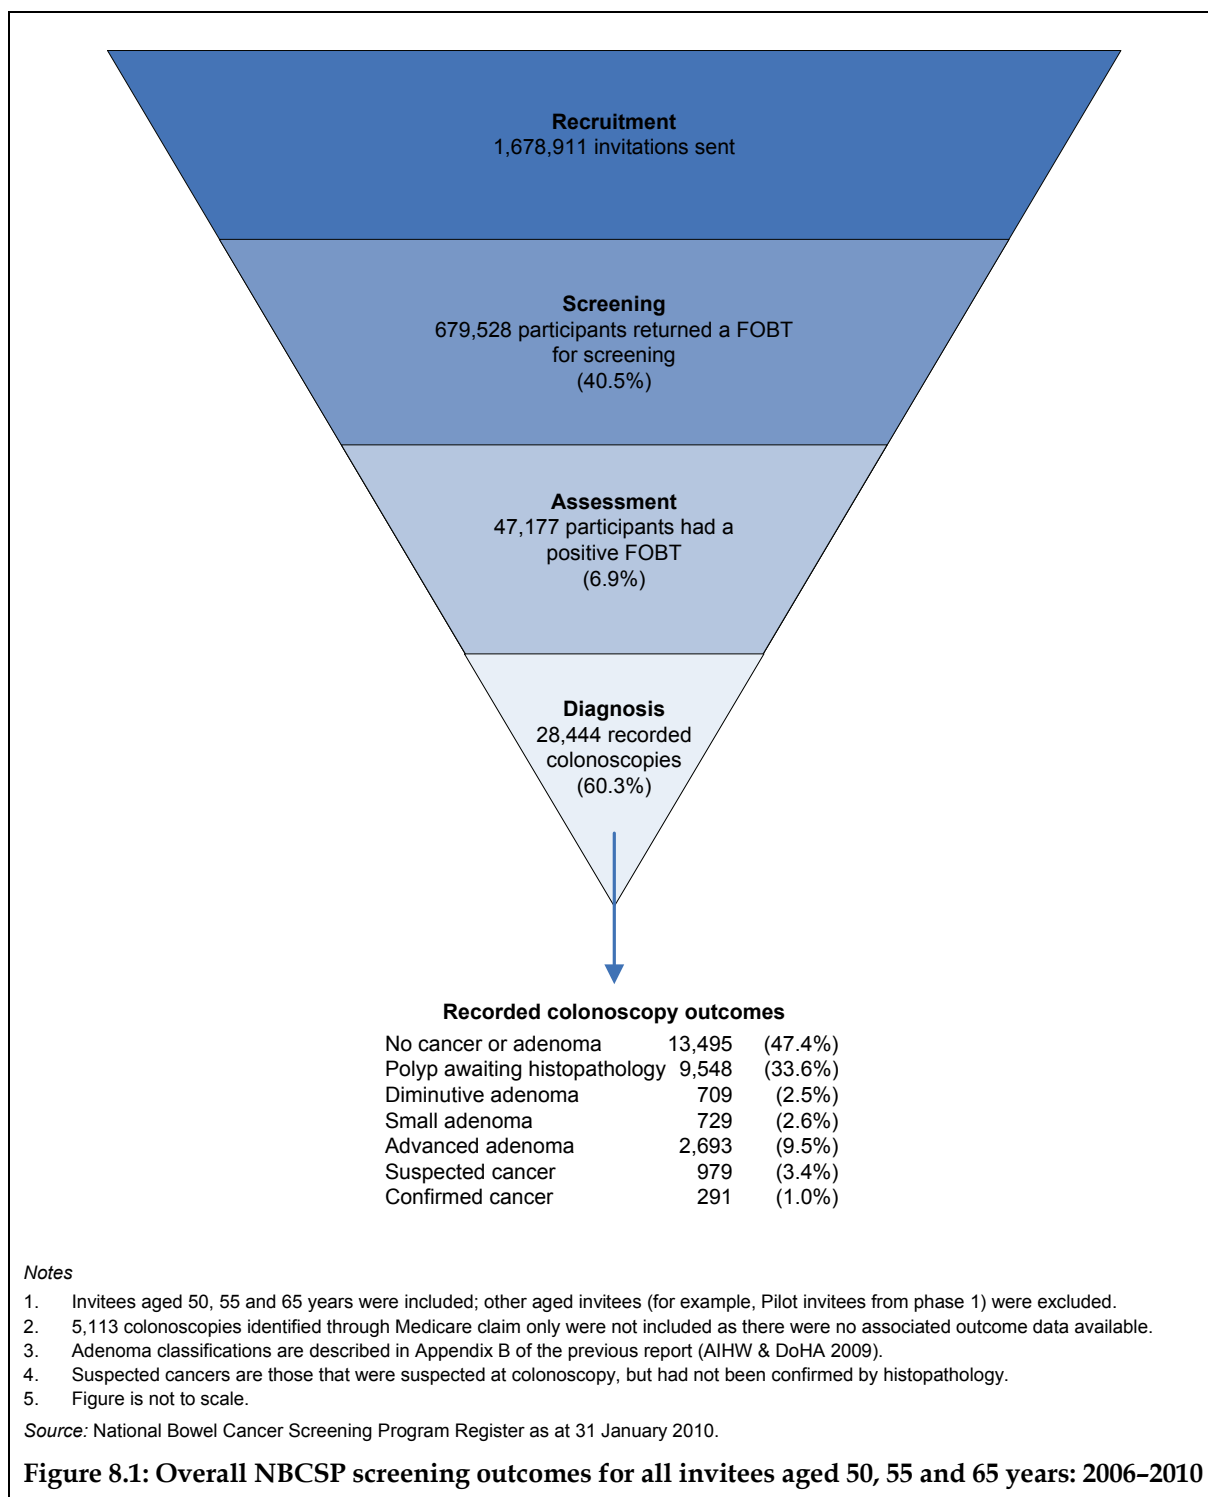 Recruitment
1,678,911 invitations sent
Screening
679,528 participants returned a FOBT
for screening
(40.5%)
Assessment
47,177 participants had a
positive FOBT
(6.9%)
Diagnosis
28,444 recorded
colonoscopies
(60.3%)
Recorded colonoscopy outcomes
No cancer or adenoma 13,495 (47.4%)
Polyp awaiting histopathology 9,548 (33.6%)
Diminutive adenoma 709 (2.5%)
Small adenoma 729 (2.6%)
Advanced adenoma 2,693 (9.5%)
Suspected cancer 979 (3.4%)
Confirmed cancer 291 (1.0%)
Notes
1. Invitees aged 50, 55 and 65 years were included; other aged invitees (for example, Pilot invitees from phase 1) were excluded.
2. 5,113 colonoscopies identified through Medicare claim only were not included as there were no associated outcome data available.
3. Adenoma classifications are described in Appendix B of the previous report (AIHW & DoHA 2009).
4. Suspected cancers are those that were suspected at colonoscopy, but had not been confirmed by histopathology.
5. Figure is not to scale.
Source: National Bowel Cancer Screening Program Register as at 31 January 2010.
Figure 8.1: Overall NBCSP screening outcomes for all invitees aged 50, 55 and 65 years: 2006–2010